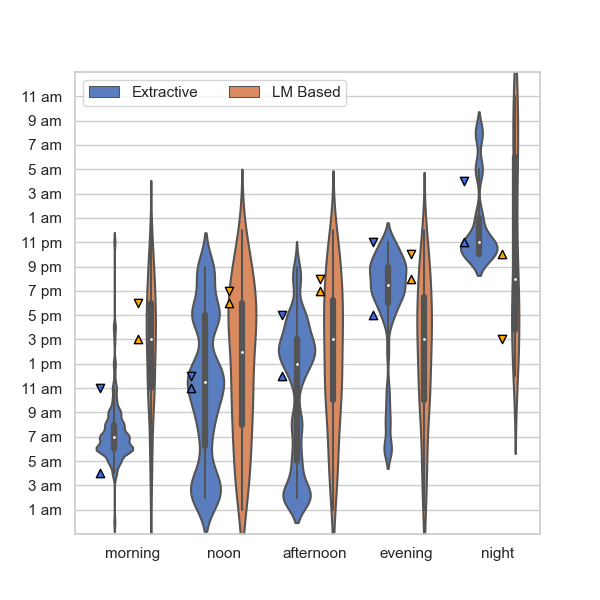 Extractive LM Based
11 am
9 am
7 am
5 am
3 am
1 am
11 pm
9 pm
7 pm
5 pm
3 pm
1 pm
11 am
9 am
7 am
5 am
3 am
1 am
morning noon afternoon evening night